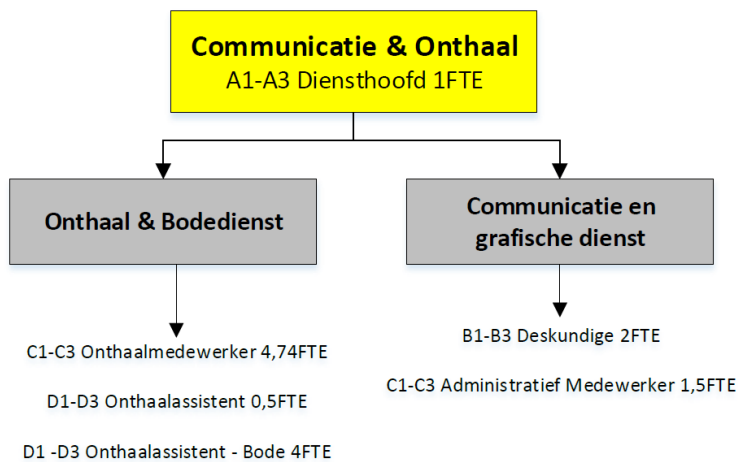 Communicatie & Onthaal
A1-A3 Diensthoofd 1FTE
Onthaal & Bodedienst
Communicatie en
grafische dienst
C1-C3 Onthaalmedewerker 4,74FTE
D1-D3 Onthaalassistent 0,5FTE
D1 -D3 Onthaalassistent - Bode 4FTE
B1-B3 Deskundige 2FTE
C1-C3 Administratief Medewerker 1,5FTE